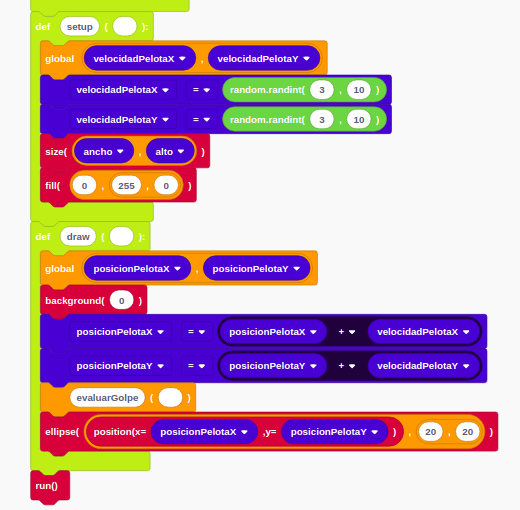 def setup ( ):
global velocidadPelotaX , velocidadPelotaY
velocidadPelotaX = random.randint( 3 , 10 )
velocidadPelotaY = random.randint( 3 , 10 )
size( ancho , alto )
fill( 0 , 255 , 0 )
def draw ( ):
global posicionPelotaX , posicionPelotaY
background( 0 )
posicionPelotaX = posicionPelotaX + velocidadPelotaX
posicionPelotaY = posicionPelotaY + velocidadPelotaY
evaluarGolpe ( )
ellipse( position(x= posicionPelotaX ,y= posicionPelotaY ) , 20 , 20 )
run()